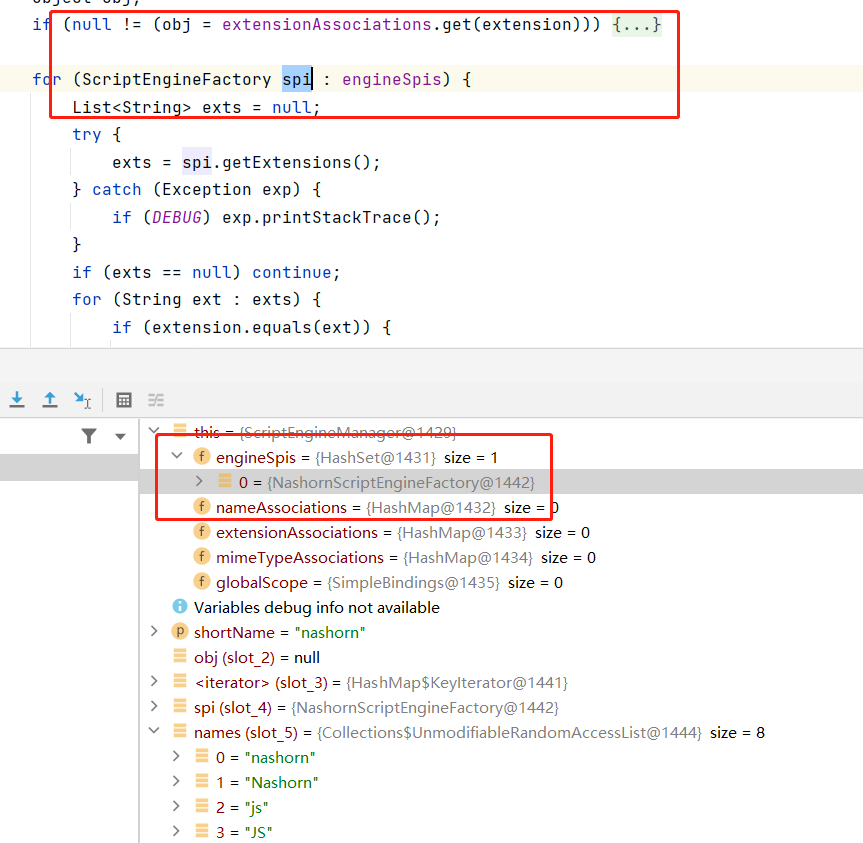 if (null != (obj = extensionAssociations.get(extension))) {...}
for (ScriptEngineFactory spi : engineSpis) {
List<String> exts = null;
try {
exts = spi.getExtensions();
} catch (Exception exp) {
if (DEBUG) exp.printStackTrace();
}
if (exts == null) continue;
for (String ext : exts) {
if (extension.equals(ext)) {
this = {ScriptEngineManager@1429}
f engineSpis = {HashSet@1431} size = 1
0 = {NashornScriptEngineFactory@1442}
f nameAssociations = {HashMap@1432} size = 0
f extensionAssociations = {HashMap@1433} size = 0
f mimeTypeAssociations = {HashMap@1434} size = 0
f globalScope = {SimpleBindings@1435} size = 0
i Variables debug info not available
p shortName = "nashorn"
obj (slot_2) = null
<iterator> (slot_3) = {HashMap$KeyIterator@1441}
spi (slot_4) = {NashornScriptEngineFactory@1442}
names (slot_5) = {Collections$UnmodifiableRandomAccessList@1444} size = 8
0 = "nashorn"
1 = "Nashorn"
2 = "js"
3 = "JS"